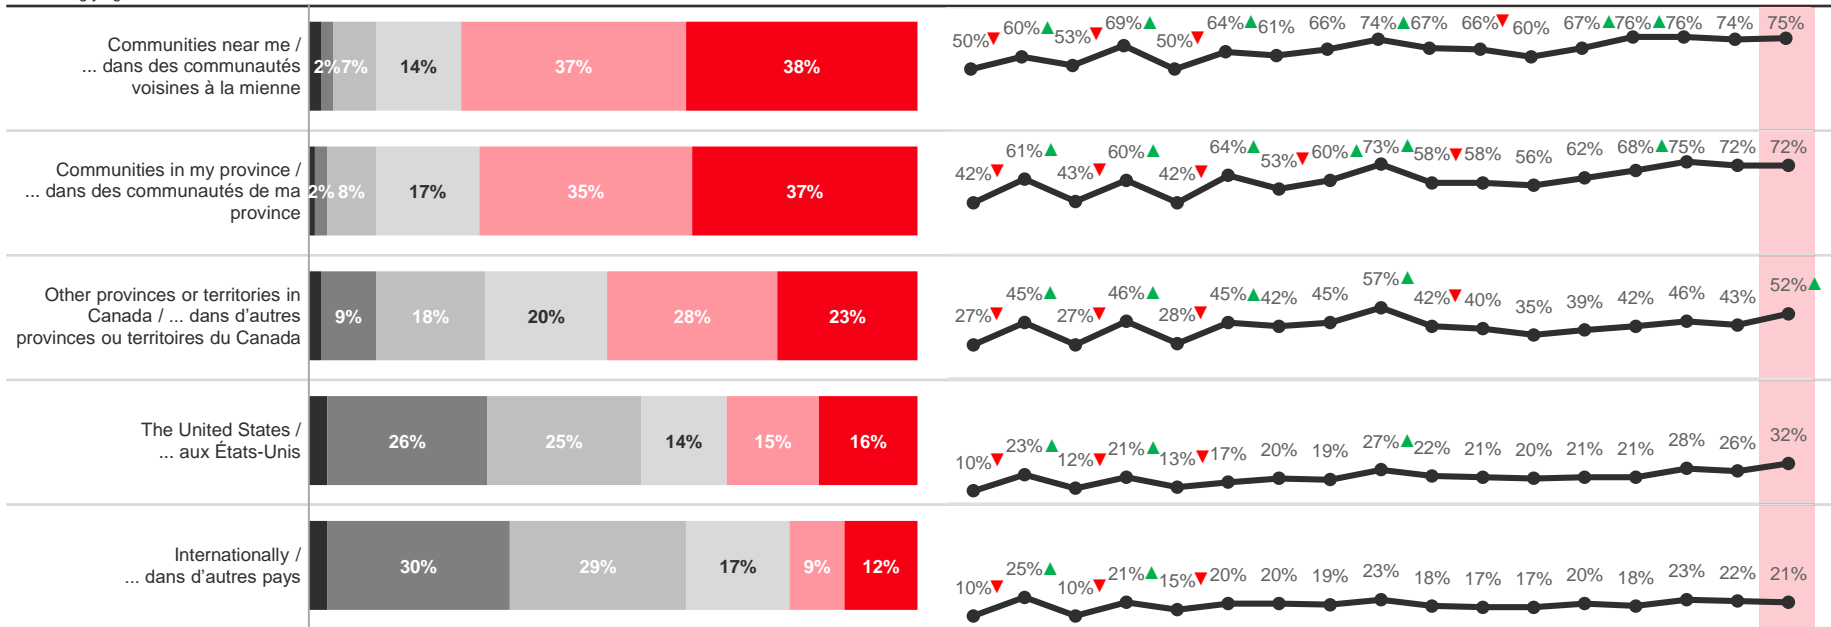 Communities near me /
... dans des communautés
voisines à la mienne
2% 7% 14% 37% 38%
50%▼ 60%▲ 53%▼ 69%▲ 50%▼ 64%▲ 61% 66% 74%▲ 67% 66%▼ 60% 67%▲ 76%▲ 76% 74% 75%
Communities in my province /
... dans des communautés de ma
province
2% 8% 17% 35% 37%
42%▼ 61%▲ 43%▼ 60%▲ 42%▼ 64%▲ 53%▼ 60%▲ 73%▲ 58%▼ 58% 56% 62% 68%▲ 75% 72% 72%
Other provinces or territories in
Canada / ... dans d'autres
provinces ou territoires du Canada
9% 18% 20% 28% 23%
27%▼ 45%▲ 27%▼ 46%▲ 28%▼ 45%▲ 42% 45% 57%▲ 42%▼ 40% 35% 39% 42% 46% 43% 52%▲
The United States /
... aux États-Unis
26% 25% 14% 15% 16%
10%▼ 23%▲ 12%▼ 21%▲ 13%▼ 17% 20% 19% 27%▲ 22% 21% 20% 21% 21% 28% 26% 32%
Internationally /
... dans d'autres pays
30% 29% 17% 9% 12%
10%▼ 25%▲ 10%▼ 21%▲ 15%▼ 20% 20% 19% 23% 18% 17% 17% 20% 18% 23% 22% 21%